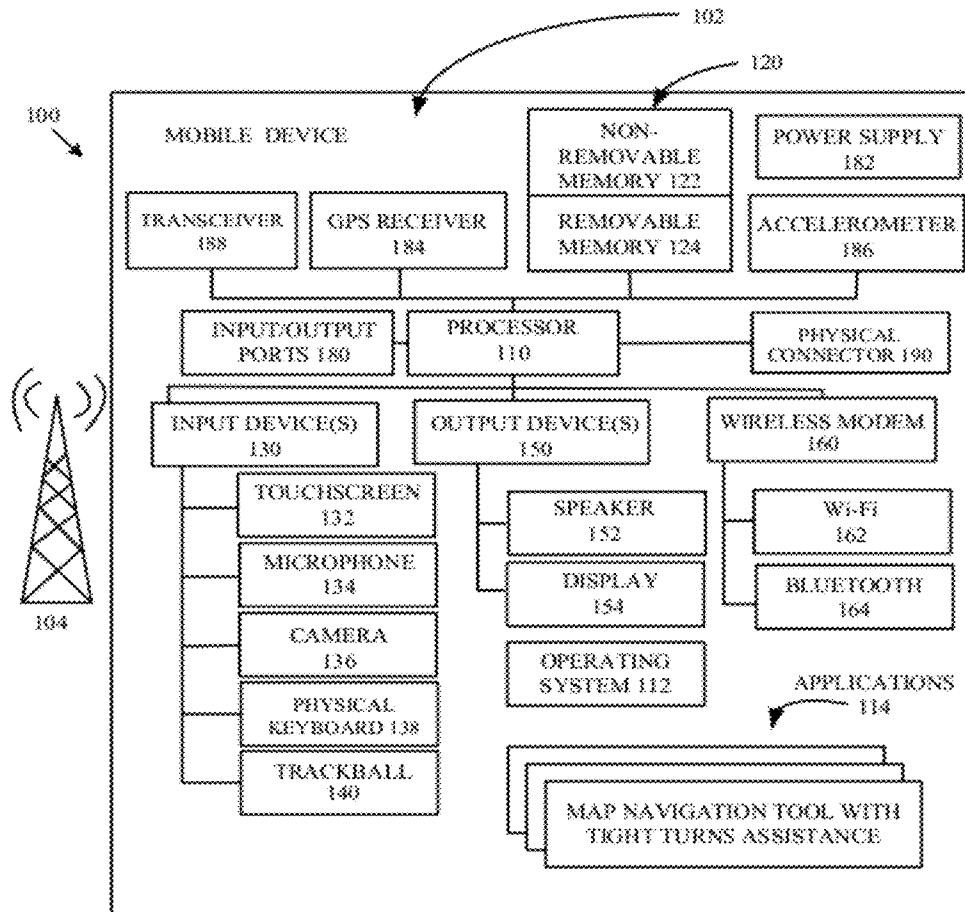 102
120
100
MOBILE DEVICE
NON-
REMOVABLE
MEMORY 122
REMOVABLE
MEMORY 124
POWER SUPPLY
182
TRANSCEIVER
188
GPS RECEIVER
184
ACCELEROMETER
186
INPUT/OUTPUT
PORTS 180
PROCESSOR
110
PHYSICAL
CONNECTOR 190
INPUT DEVICE(S)
130
OUTPUT DEVICE(S)
150
WIRELESS MODEM
160
TOUCHSCREEN
132
MICROPHONE
134
CAMERA
136
PHYSICAL
KEYBOARD 138
TRACKBALL
140
SPEAKER
152
DISPLAY
154
Wi-Fi
162
BLUETOOTH
164
104
OPERATING
SYSTEM 112
APPLICATIONS
114
MAP NAVIGATION TOOL WITH
TIGHT TURNS ASSISTANCE